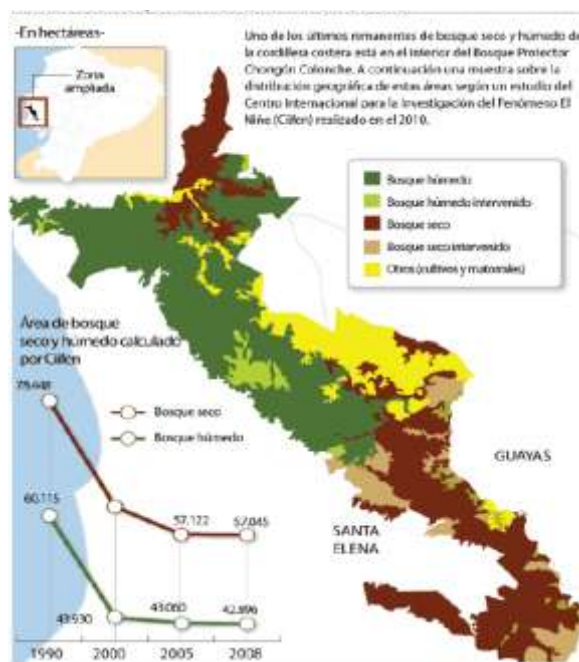 -En hectáreas-
Zona
ampliada
Uno de los últimos remanentes de bosque seco y húmedo de
la cordillera costera está en el interior del Bosque Protector
Chongón Colonche. A continuación una muestra sobre la
distribución geográfica de estas áreas según un estudio del
Centro Internacional para la Investigación del Fenómeno El
Niño (Ciifen) realizado en el 2010.
Bosque húmedo
Bosque húmedo intervenido
Bosque seco
Bosque seco intervenido
Otros (cultivos y matorrales)
Área de bosque
seco y húmedo calculado
por Ciifen
Bosque seco
Bosque húmedo
60.115
57.122
57.045
43.930
43.060
42.896
GUAYAS
SANTA
ELENA
1990
2000
2005
2008